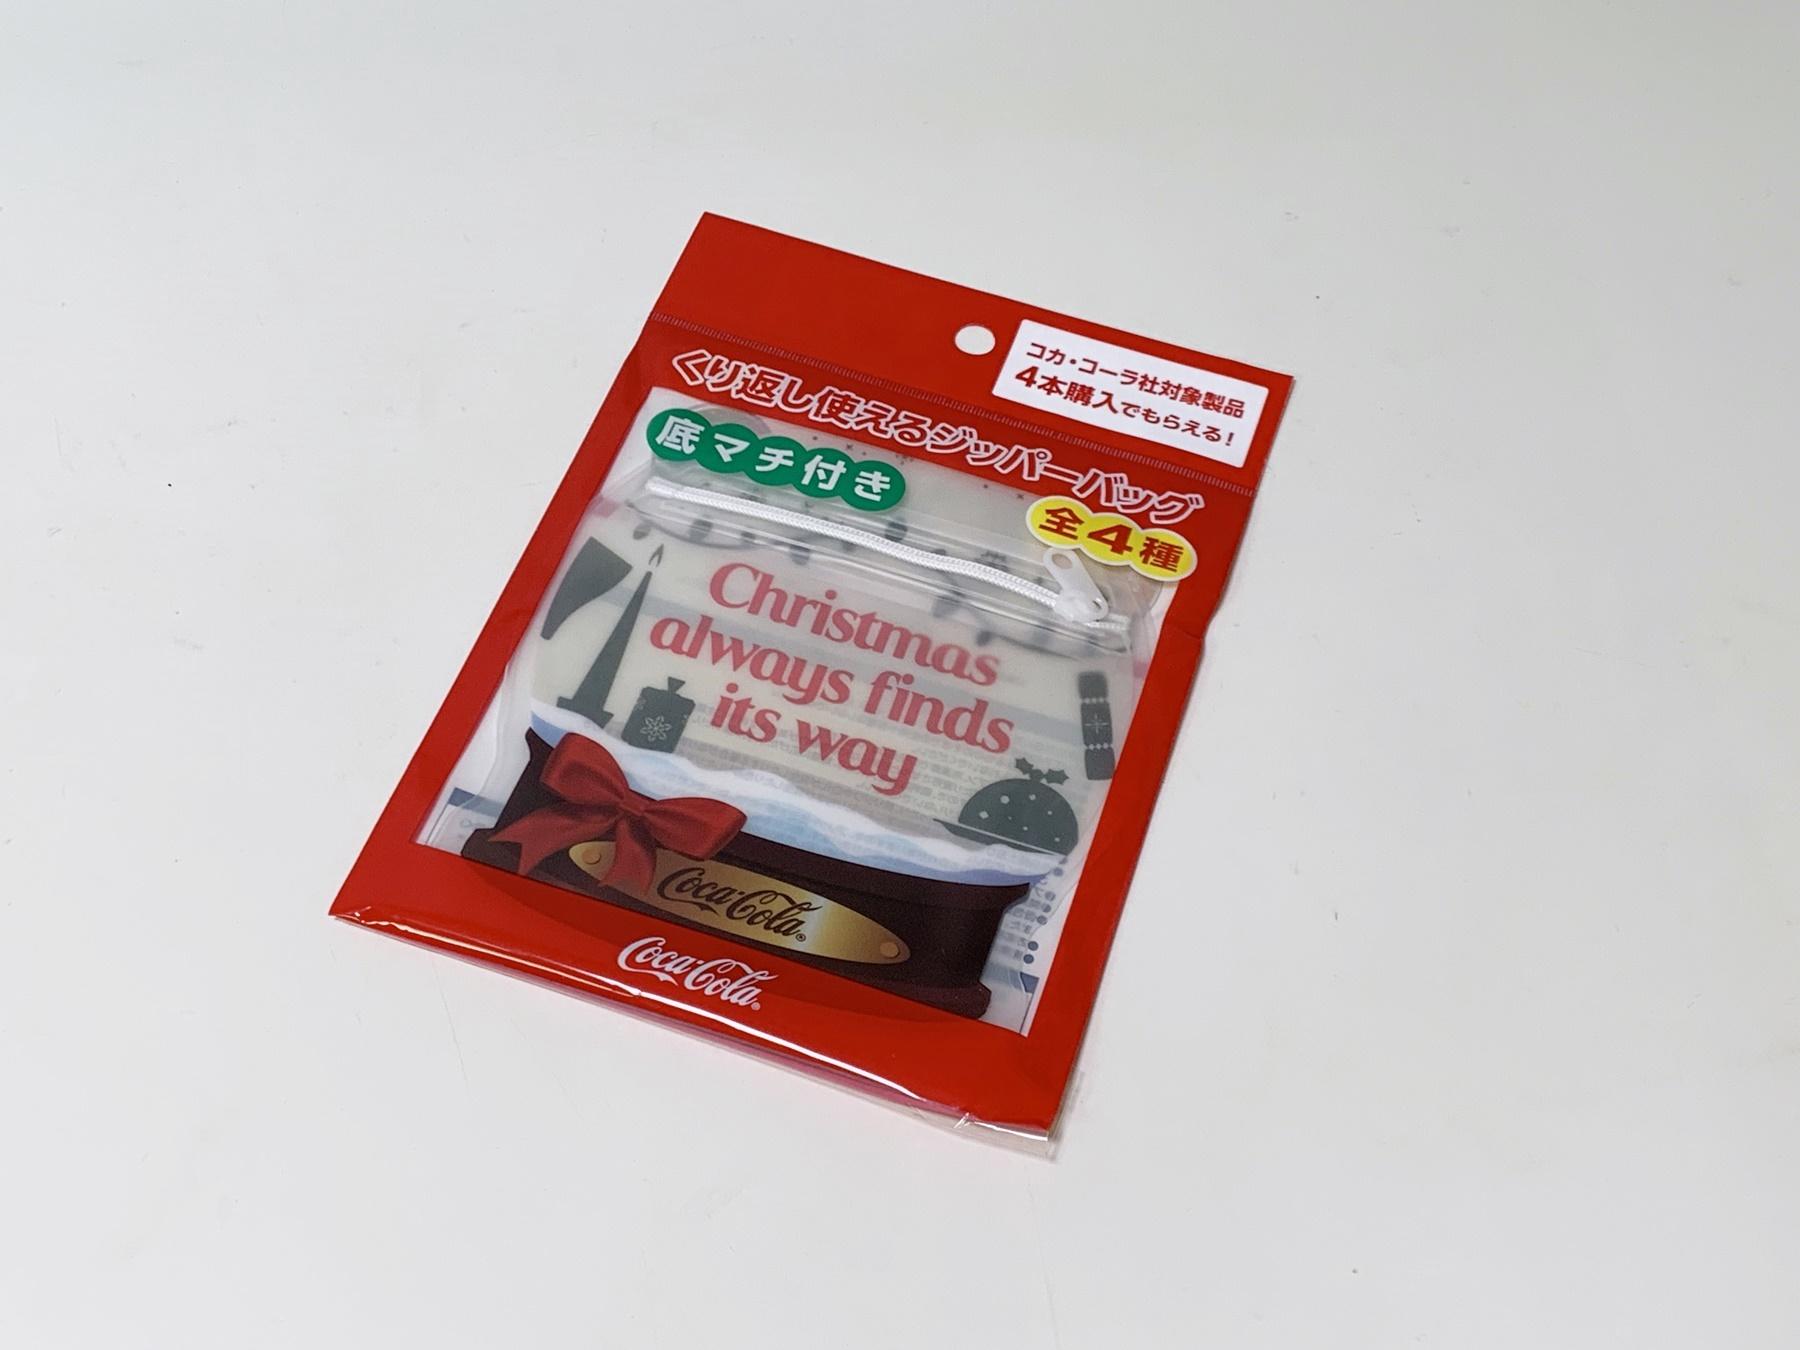 コカ・コーラ社対象製品
4本購入でもらえる!
くり返し使えるジッパーバッグ
底マチ付き
全4種
Christmas
always finds
its way
Coca-Cola®
Coca-Cola®